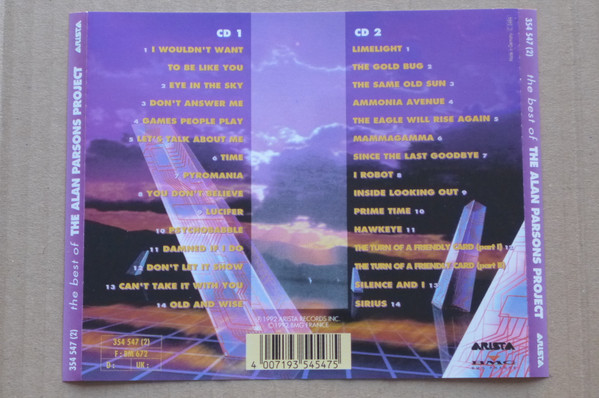 354 547 (2)
the best of THE ALAN PARSONS PROJECT
ARISTA
CD 1
1 I WOULDN'T WANT
TO BE LIKE YOU
2 EYE IN THE SKY
3 DON'T ANSWER ME
4 GAMES PEOPLE PLAY
5 LET'S TALK ABOUT ME
6 TIME
7 PYROMANIA
8 YOU DON'T BELIEVE
9 LUCIFER
10 PSYCHOBABBLE
11 DAMNED IF I DO
12 DON'T LET IT SHOW
13 CAN'T TAKE IT WITH YOU
14 OLD AND WISE
CD 2
LIMELIGHT 1
THE GOLD BUG 2
THE SAME OLD SUN 3
AMMONIA AVENUE 4
THE EAGLE WILL RISE AGAIN 5
MAMMAGAMMA 6
SINCE THE LAST GOODBYE 7
I ROBOT 8
INSIDE LOOKING OUT 9
PRIME TIME 10
HAWKEYE 11
THE TURN OF A FRIENDLY CARD (part I) 12
THE TURN OF A FRIENDLY CARD (part II)
SILENCE AND I 13
SIRIUS 14
℗ 1992 ARISTA RECORDS INC.
© 1992 BMG FRANCE
354 547 (2)
F : BM 672
D : UK :
4 007193 545475
ARISTA
BMG
354 547 (2)
the best of THE ALAN PARSONS PROJECT
ARISTA